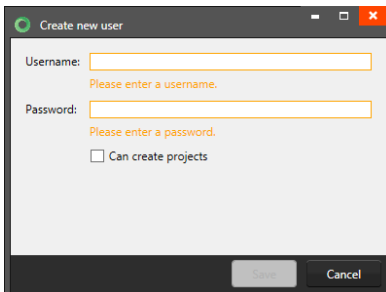 Create new user
Username:
Please enter a username.
Password:
Please enter a password.
Can create projects
Save
Cancel